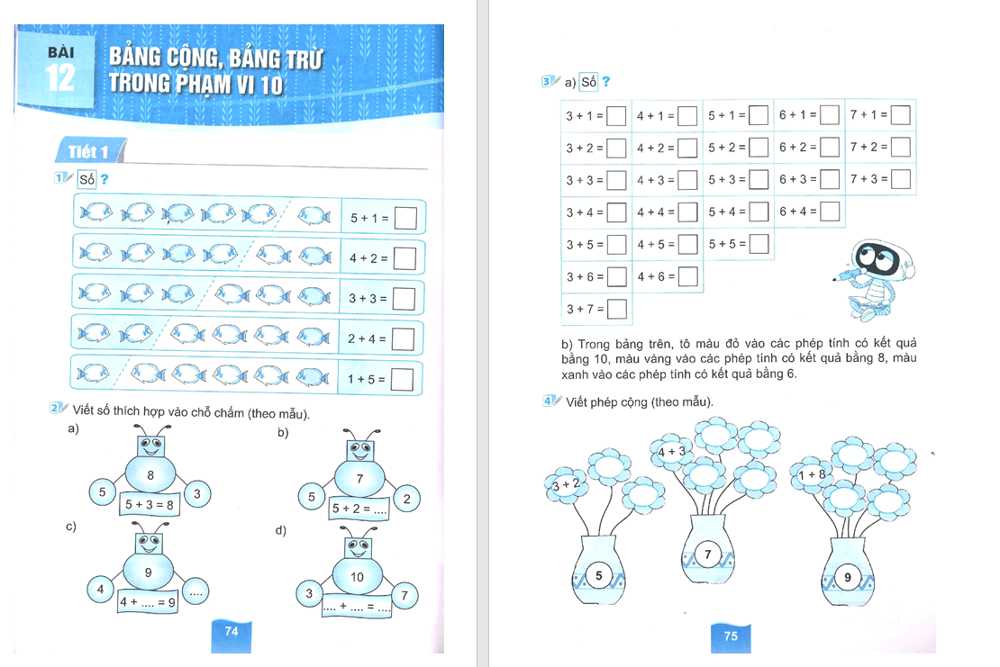 BÀI
12
BẢNG CỘNG, BẢNG TRỪ
TRONG PHẠM VI 10
Tiết 1
1 Số ?
5 + 1 =
4 + 2 =
3 + 3 =
2 + 4 =
1 + 5 =
2 Viết số thích hợp vào chỗ chấm (theo mẫu).
a)
8
5
3
5 + 3 = 8
b)
7
5
2
5 + 2 = ....
c)
9
4
....
4 + .... = 9
d)
10
3
7
.... + .... = ....
74
3 a) Số ?
3 + 1 = 4 + 1 = 5 + 1 = 6 + 1 = 7 + 1 =
3 + 2 = 4 + 2 = 5 + 2 = 6 + 2 = 7 + 2 =
3 + 3 = 4 + 3 = 5 + 3 = 6 + 3 = 7 + 3 =
3 + 4 = 4 + 4 = 5 + 4 = 6 + 4 =
3 + 5 = 4 + 5 = 5 + 5 =
3 + 6 = 4 + 6 =
3 + 7 =
b) Trong bảng trên, tô màu đỏ vào các phép tính có kết quả
bằng 10, màu vàng vào các phép tính có kết quả bằng 8, màu
xanh vào các phép tính có kết quả bằng 6.
4 Viết phép cộng (theo mẫu).
3 + 2
5
4 + 3
7
1 + 8
9
75